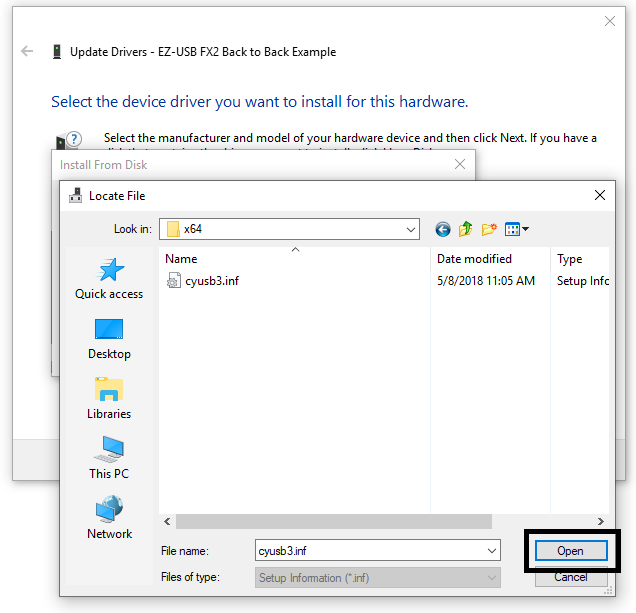 Update Drivers - EZ-USB FX2 Back to Back Example
Select the device driver you want to install for this hardware.
Select the manufacturer and model of your hardware device and then click Next. If you have a
Install From Disk
Locate File
Look in: x64
Name Date modified Type
cyusb3.inf 5/8/2018 11:05 AM Setup Info
Quick access
Desktop
Libraries
This PC
Network
File name: cyusb3.inf Open
Files of type: Setup Information (*.inf) Cancel